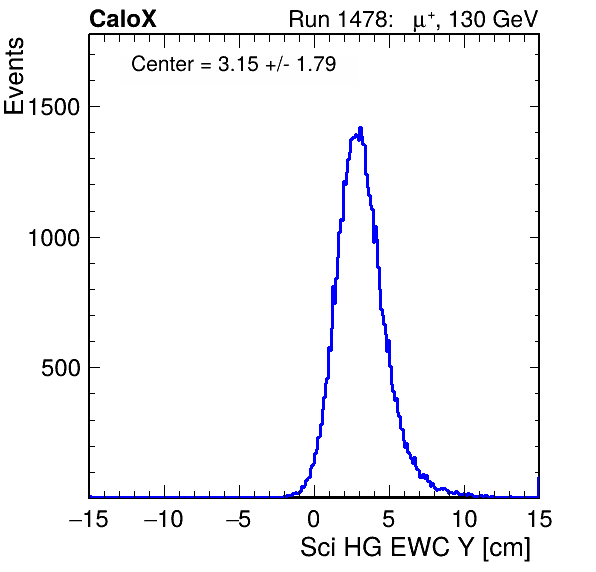 CaloX Run 1478: μ⁺, 130 GeV
Center = 3.15 +/- 1.79
Events
1500
1000
500
−15 −10 −5 0 5 10 15
Sci HG EWC Y [cm]